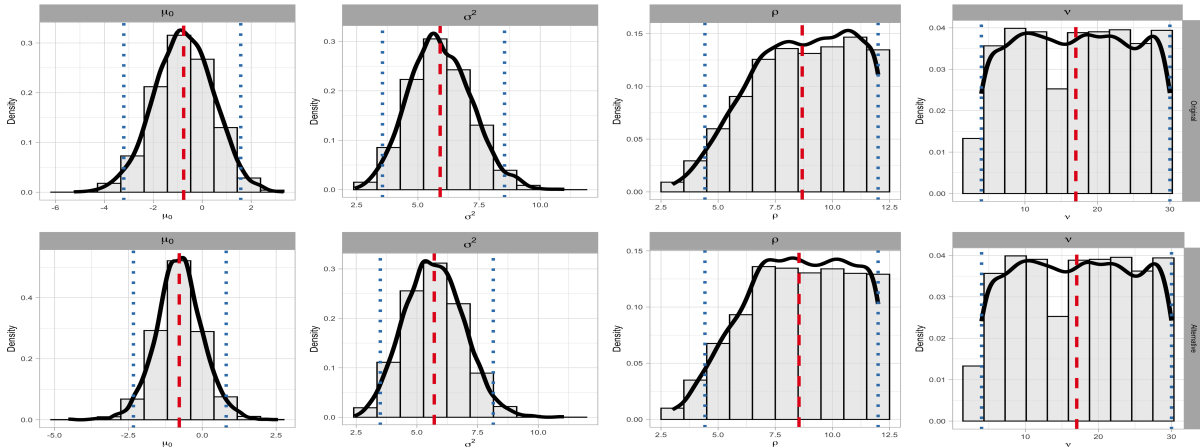 μ₀
σ²
ρ
ν
Density
0.3
0.2
0.1
0.0
-6
-4
-2
0
2
μ₀
Density
0.3
0.2
0.1
0.0
2.5
5.0
7.5
10.0
σ²
Density
0.15
0.10
0.05
0.00
2.5
5.0
7.5
10.0
12.5
ρ
Density
0.04
0.03
0.02
0.01
0.00
10
20
30
ν
Original
μ₀
σ²
ρ
ν
Density
0.4
0.2
0.0
-5.0
-2.5
0.0
2.5
μ₀
Density
0.3
0.2
0.1
0.0
2.5
5.0
7.5
10.0
σ²
Density
0.15
0.10
0.05
0.00
2.5
5.0
7.5
10.0
12.5
ρ
Density
0.04
0.03
0.02
0.01
0.00
10
20
30
ν
Alternative